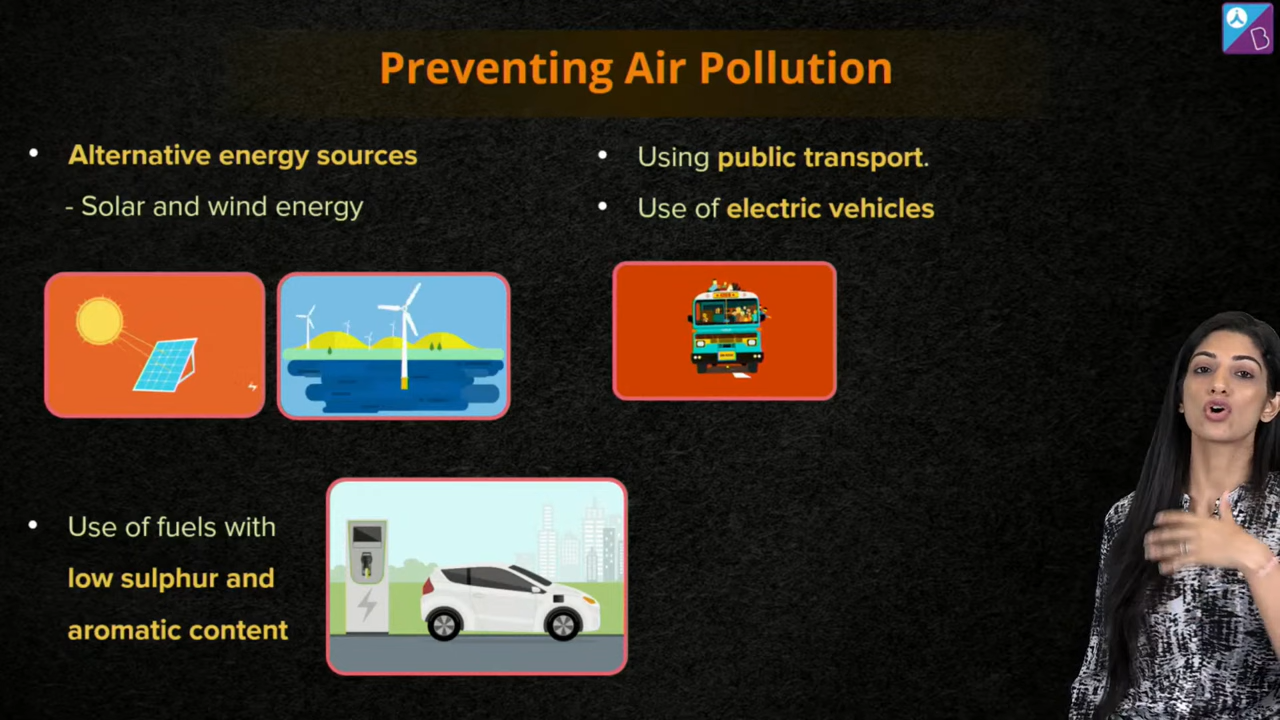 Preventing Air Pollution
• Alternative energy sources
- Solar and wind energy
• Using public transport.
• Use of electric vehicles
• Use of fuels with
low sulphur and
aromatic content